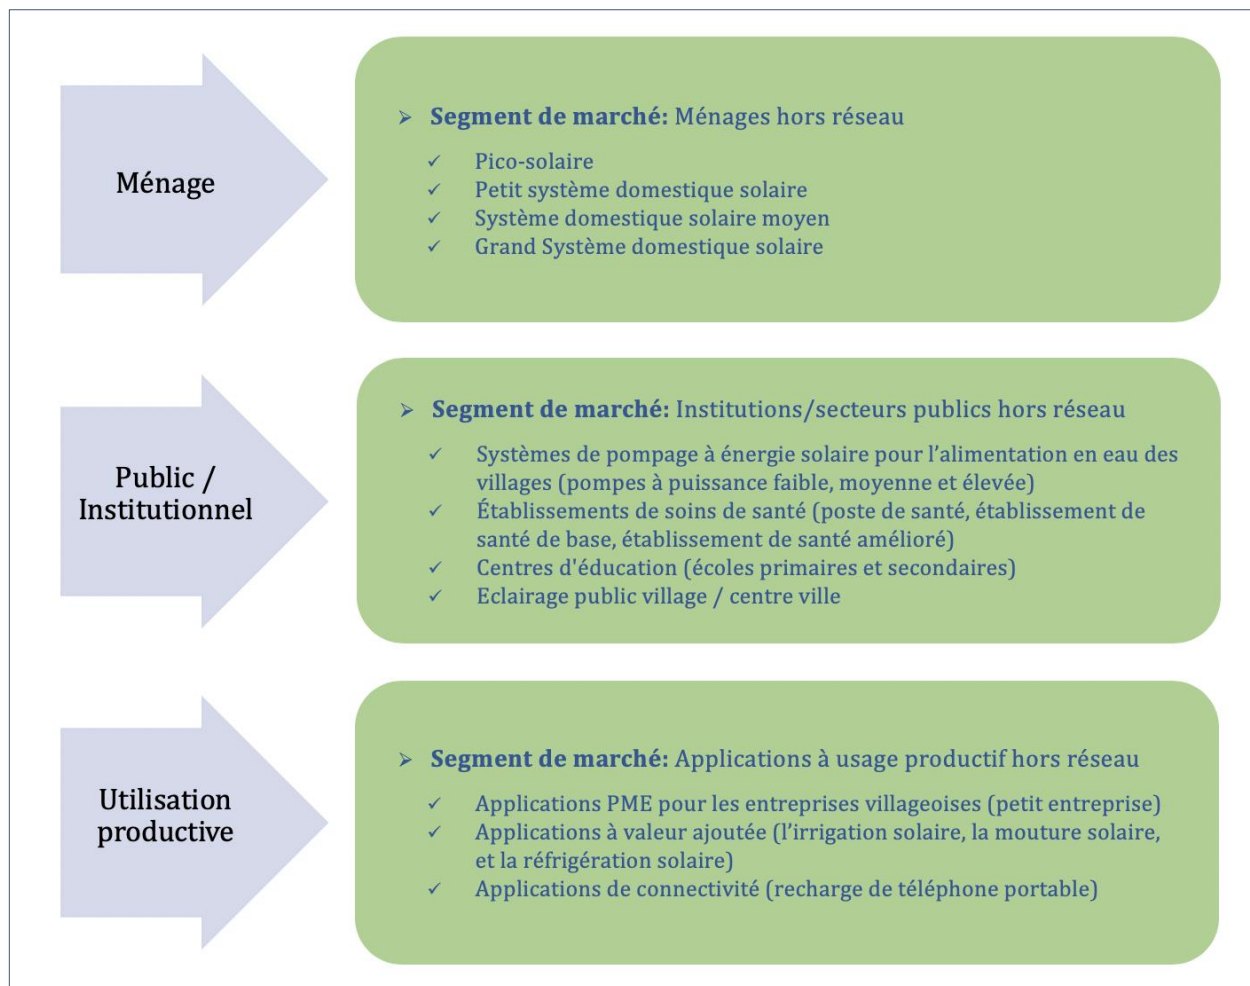 Ménage
➢ Segment de marché: Ménages hors réseau
✓ Pico-solaire
✓ Petit système domestique solaire
✓ Système domestique solaire moyen
✓ Grand Système domestique solaire
Public /
Institutionnel
➢ Segment de marché: Institutions/secteurs publics hors réseau
✓ Systèmes de pompage à énergie solaire pour l’alimentation en eau des
villages (pompes à puissance faible, moyenne et élevée)
✓ Établissements de soins de santé (poste de santé, établissement de
santé de base, établissement de santé amélioré)
✓ Centres d'éducation (écoles primaires et secondaires)
✓ Eclairage public village / centre ville
Utilisation
productive
➢ Segment de marché: Applications à usage productif hors réseau
✓ Applications PME pour les entreprises villageoises (petit entreprise)
✓ Applications à valeur ajoutée (l’irrigation solaire, la mouture solaire,
et la réfrigération solaire)
✓ Applications de connectivité (recharge de téléphone portable)